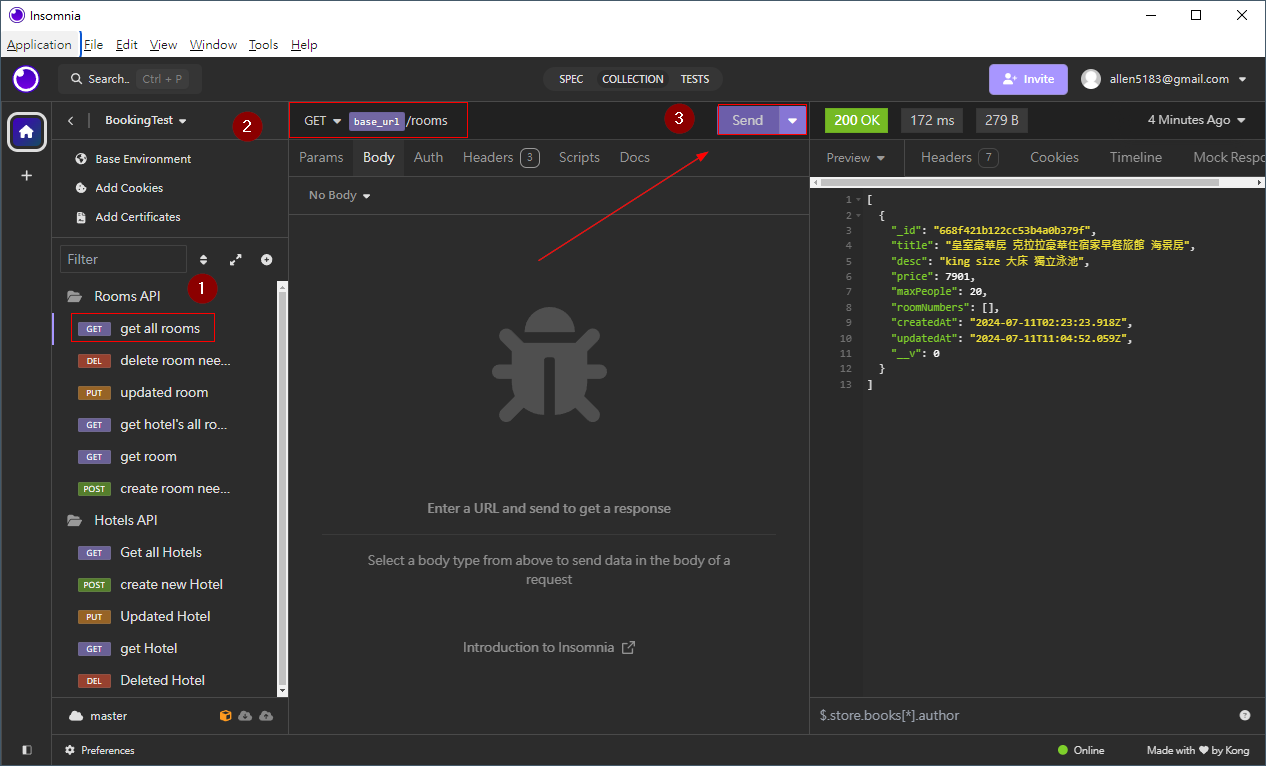 Insomnia
Application File Edit View Window Tools Help
Search.. Ctrl + P
SPEC COLLECTION TESTS
Invite
allen5183@gmail.com
BookingTest
2
GET base_url /rooms
3
Send
200 OK 172 ms 279 B
4 Minutes Ago
Base Environment
Add Cookies
Add Certificates
Filter
1
Rooms API
GET get all rooms
DEL delete room nee...
PUT updated room
GET get hotel's all ro...
GET get room
POST create room nee...
Hotels API
GET Get all Hotels
POST create new Hotel
PUT Updated Hotel
GET get Hotel
DEL Deleted Hotel
master
Params Body Auth Headers 3 Scripts Docs
No Body
Enter a URL and send to get a response
Select a body type from above to send data in the body of a
request
Introduction to Insomnia
Preview Headers 7 Cookies Timeline Mock Respo
1 [
2 {
3 "_id": "668f421b122cc53b4a0b379f",
4 "title": "皇室豪華房 克拉拉豪華住宿家早餐旅館 海景房",
5 "desc": "king size 大床 獨立泳池",
6 "price": 7901,
7 "maxPeople": 20,
8 "roomNumbers": [],
9 "createdAt": "2024-07-11T02:23:23.918Z",
10 "updatedAt": "2024-07-11T11:04:52.059Z",
11 "__v": 0
12 }
13 ]
$.store.books[*].author
Preferences
Online
Made with ♥ by Kong